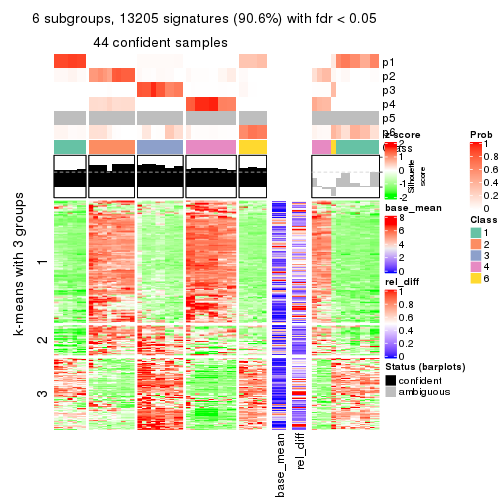 6 subgroups, 13205 signatures (90.6%) with fdr < 0.05
44 confident samples
p1
p2
p3
p4
p5
p6
Class
Silhouette
score
k-means with 3 groups
1
2
3
base_mean
rel_diff
z-score
2
1
0
-1
-2
base_mean
8
6
4
2
0
rel_diff
1
0.8
0.6
0.4
0.2
0
Status (barplots)
confident
ambiguous
Prob
1
0.8
0.6
0.4
0.2
0
Class
1
2
3
4
6